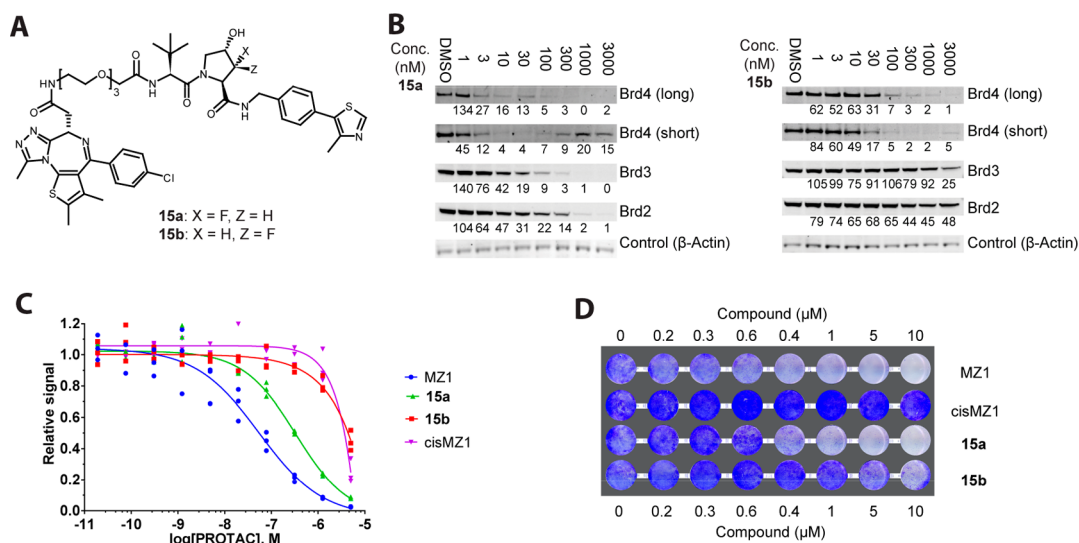 A
OH
X
Z
O
3
O
N
H
O
N
O
NH
S
N
HN
O
N
N
N
N
S
Cl
15a: X = F, Z = H
15b: X = H, Z = F
B
Conc.
(nM)
15a
DMSO 1 3 10 30 100 300 1000 3000
Brd4 (long)
134 27 16 13 5 3 0 2
Brd4 (short)
45 12 4 4 7 9 20 15
Brd3
140 76 42 19 9 3 1 0
Brd2
104 64 47 31 22 14 2 1
Control (β-Actin)
Conc.
(nM)
15b
DMSO 1 3 10 30 100 300 1000 3000
Brd4 (long)
62 52 63 31 7 3 2 1
Brd4 (short)
84 60 49 17 5 2 2 5
Brd3
105 99 75 91 106 79 92 25
Brd2
79 74 65 68 65 44 45 48
Control (β-Actin)
C
Relative signal
1.2
1.0
0.8
0.6
0.4
0.2
0.0
-11 -10 -9 -8 -7 -6 -5
log[PROTAC], M
MZ1
15a
15b
cisMZ1
D
Compound (µM)
0 0.2 0.3 0.6 0.4 1 5 10
MZ1
cisMZ1
15a
15b
0 0.2 0.3 0.6 0.4 1 5 10
Compound (µM)